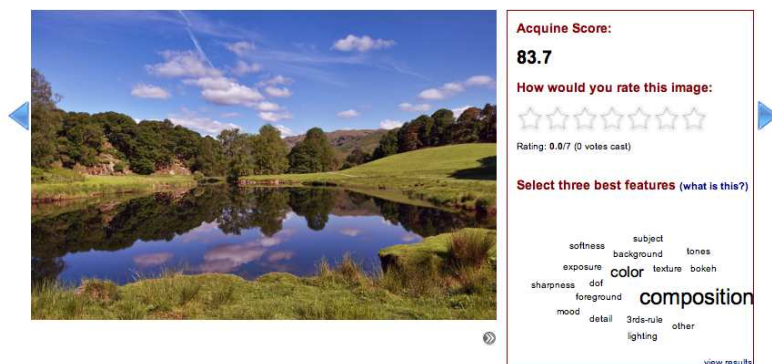 Acquine Score:
83.7
How would you rate this image:
Rating: 0.0/7 (0 votes cast)
Select three best features (what is this?)
subject
softness
background
tones
exposure
color
texture
bokeh
sharpness
dof
foreground
composition
mood
detail
3rds-rule
other
lighting
view results